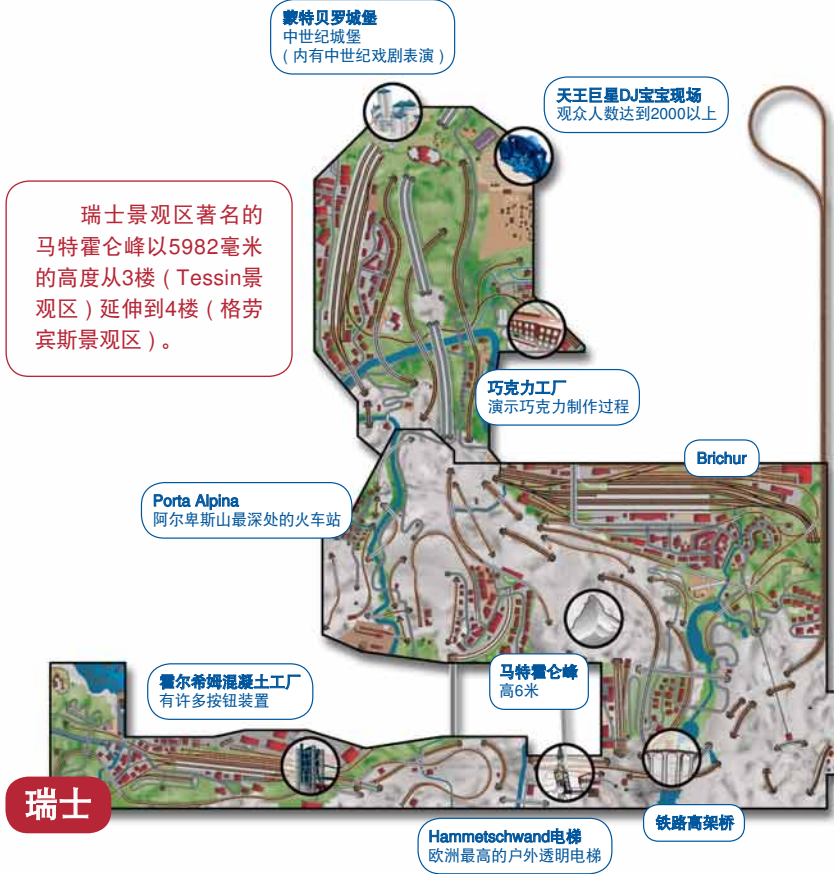 蒙特贝罗城堡
中世纪城堡
(内有中世纪戏剧表演)
天王巨星DJ宝宝现场
观众人数达到2000以上
瑞士景观区著名的
马特霍仑峰以5982毫米
的高度从3楼(Tessin景
观区)延伸到4楼(格劳
宾斯景观区)。
巧克力工厂
演示巧克力制作过程
Brichur
Porta Alpina
阿尔卑斯山最深处的火车站
霍尔希姆混凝土工厂
有许多按钮装置
马特霍仑峰
高6米
瑞士
Hammetschwand电梯
欧洲最高的户外透明电梯
铁路高架桥